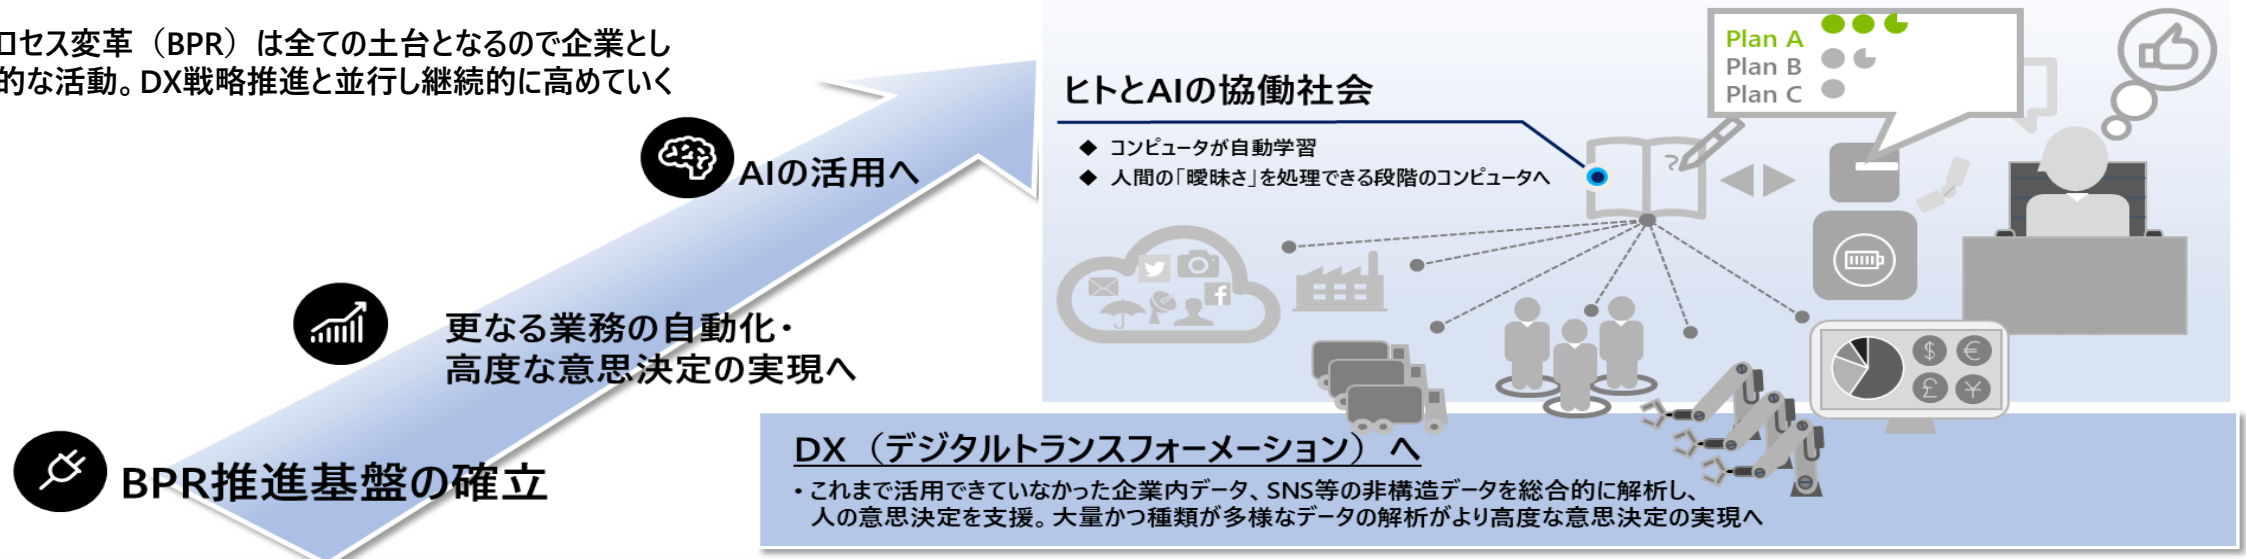 ロセス変革（BPR）は全ての土台となるので企業とし
的な活動。DX戦略推進と並行し継続的に高めていく
AIの活用へ
更なる業務の自動化・
高度な意思決定の実現へ
BPR推進基盤の確立
ヒトとAIの協働社会
◆ コンピュータが自動学習
◆ 人間の「曖昧さ」を処理できる段階のコンピュータへ
Plan A
Plan B
Plan C
?
f
$ €
£ ¥
DX（デジタルトランスフォーメーション）へ
・これまで活用できていなかった企業内データ、SNS等の非構造データを総合的に解析し、
人の意思決定を支援。大量かつ種類が多様なデータの解析がより高度な意思決定の実現へ